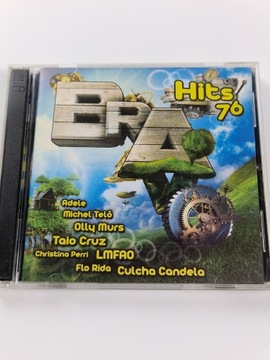 BRAVO
Hits
76
Adele
Michel Teló
Olly Murs
Taio Cruz
Christina Perri LMFAO
Flo Rida Culcha Candela